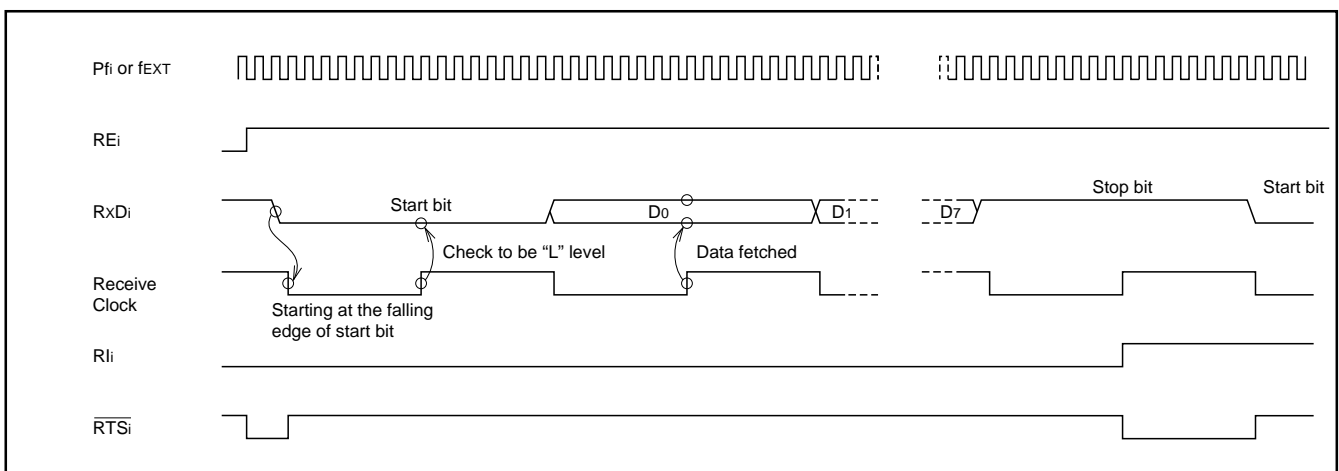 Pfi or fEXT
REi
Stop bit
Start bit
RxDi
Start bit
D0
D1
D7
Check to be “L” level
Data fetched
Receive
Clock
Starting at the falling
edge of start bit
RIi
RTSi